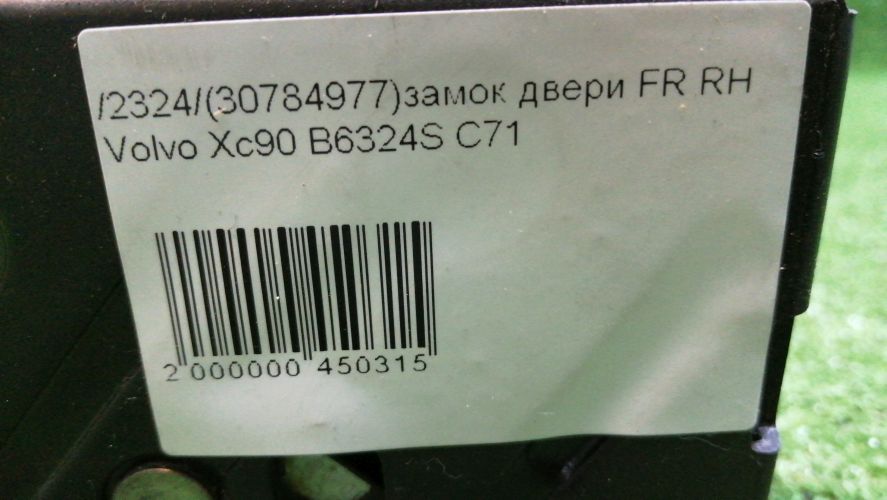 /2324/(30784977)замок двери FR RH
Volvo Xc90 B6324S C71
2 000000 450315